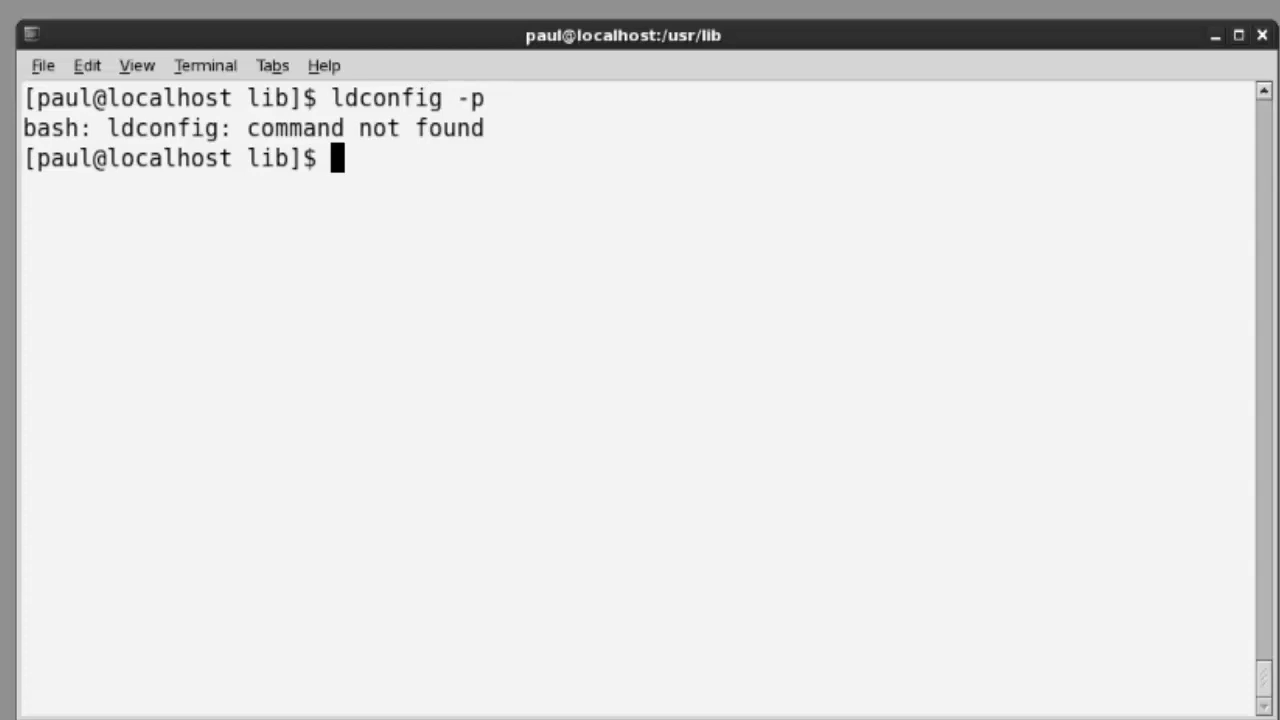 paul@localhost:/usr/lib
File Edit View Terminal Tabs Help
[paul@localhost lib]$ ldconfig -p
bash: ldconfig: command not found
[paul@localhost lib]$